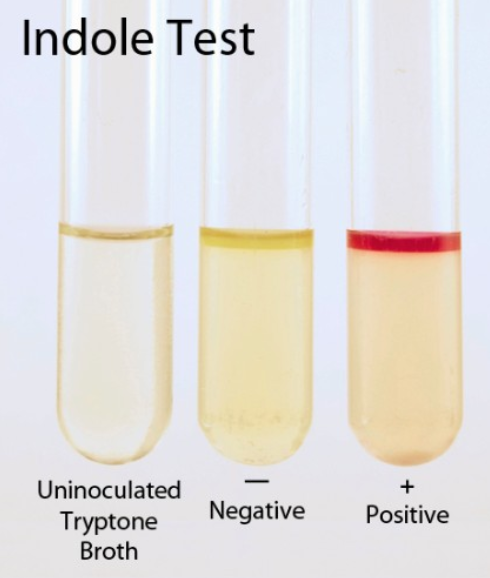 Indole Test
Uninoculated
Tryptone
Broth
—
Negative
+
Positive